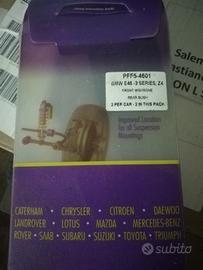 PFF5-4601
BMW E46 -3 SERIES, Z4
FRONT WISHBONE
REAR BUSH
2 PER CAR - 2 IN THIS PACK
Improved Location
for all Suspension
Mountings
CATERHAM • CHRYSLER • CITROEN • DAEWOO
LANDROVER • LOTUS • MAZDA • MERCEDES-BENZ
ROVER • SAAB • SUBARU • SUZUKI • TOYOTA • TRIUMPH
Salem
ON L S
subito